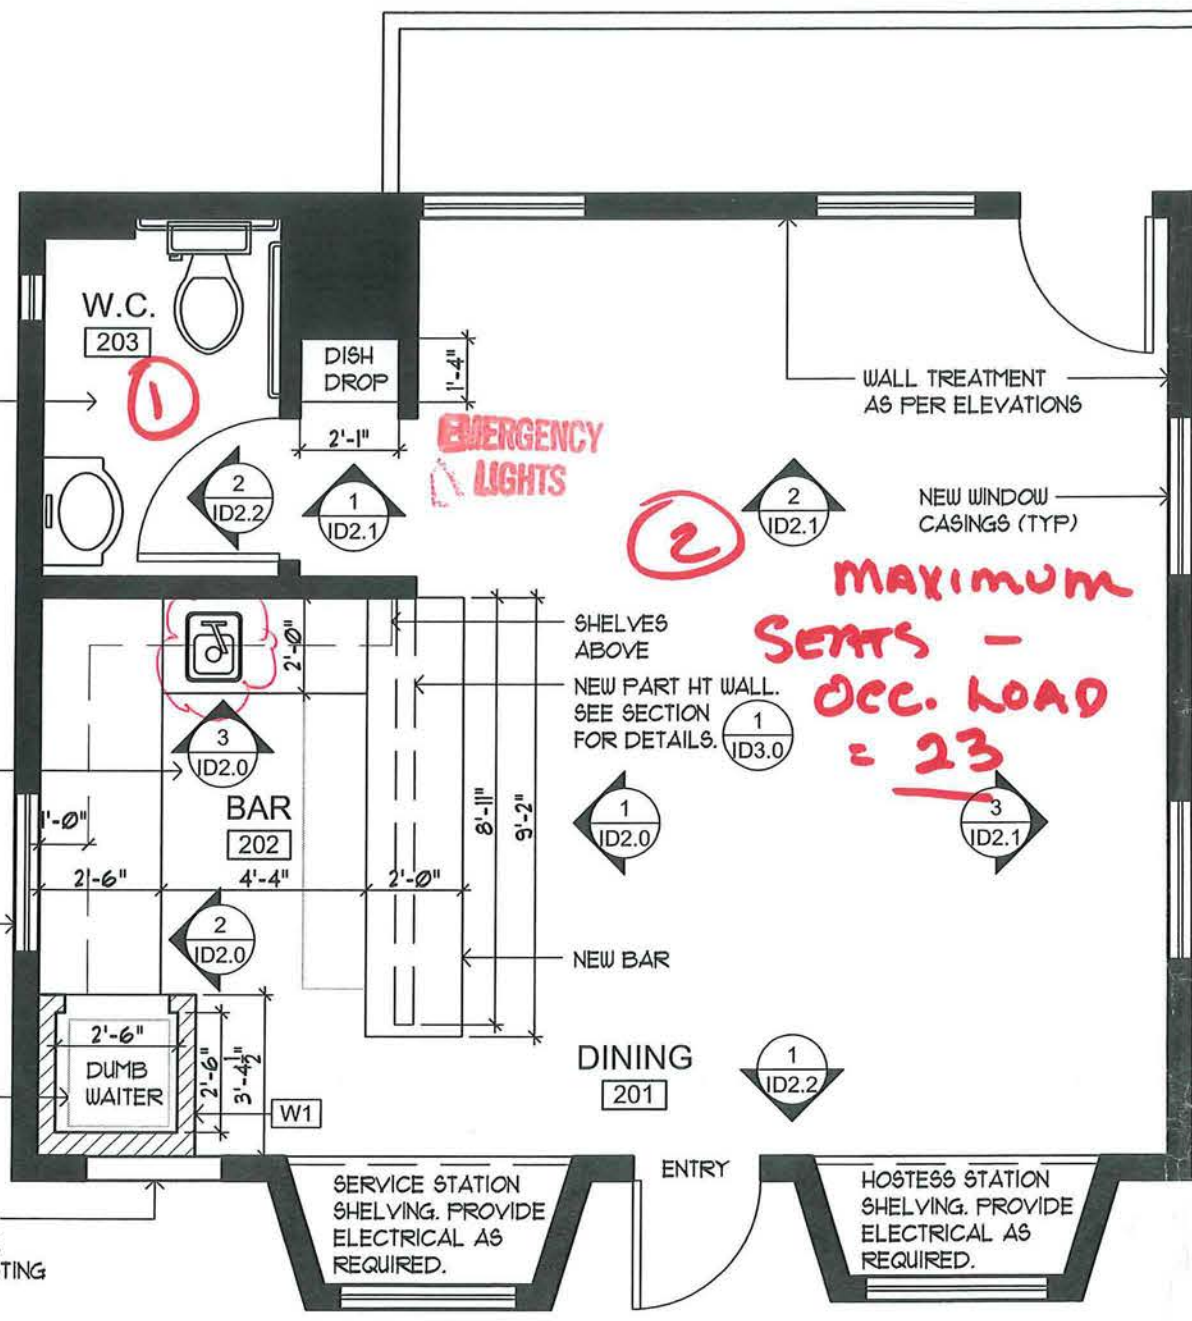 W.C.
203
1
DISH
DROP
1'-4"
2'-1"
EMERGENCY
LIGHTS
WALL TREATMENT
AS PER ELEVATIONS
2
ID2.2
1
ID2.1
2
2
ID2.1
NEW WINDOW
CASINGS (TYP)
MAXIMUM
SEATS -
OCC. LOAD
= 23
2'-0"
SHELVES
ABOVE
NEW PART HT WALL.
SEE SECTION
FOR DETAILS.
1
ID3.0
3
ID2.0
BAR
202
1'-0"
2'-6"
4'-4"
2'-0"
8'-11"
9'-2"
1
ID2.0
3
ID2.1
2
ID2.0
NEW BAR
2'-6"
DUMB
WAITER
2'-6"
3'-4 1/2"
W1
DINING
201
1
ID2.2
ENTRY
SERVICE STATION
SHELVING. PROVIDE
ELECTRICAL AS
REQUIRED.
HOSTESS STATION
SHELVING. PROVIDE
ELECTRICAL AS
REQUIRED.
TING